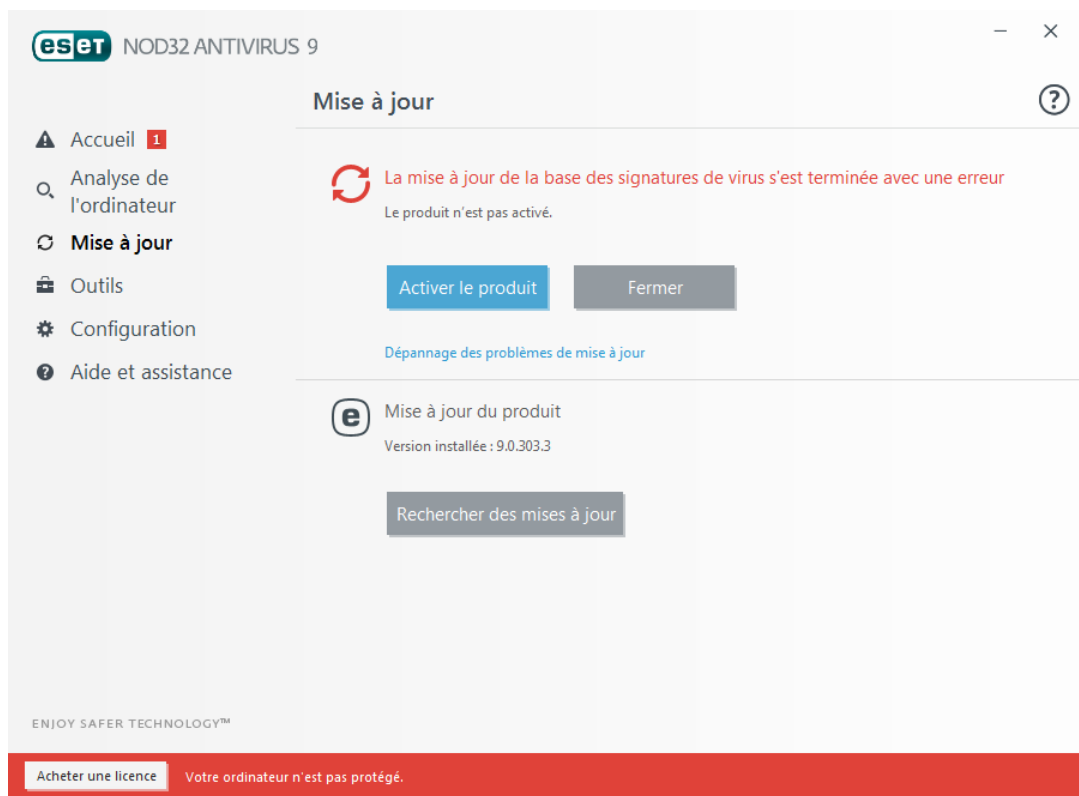 eset NOD32 ANTIVIRUS 9
Mise à jour
Accueil 1
Analyse de
l'ordinateur
Mise à jour
Outils
Configuration
Aide et assistance
La mise à jour de la base des signatures de virus s'est terminée avec une erreur
Le produit n'est pas activé.
Activer le produit
Fermer
Dépannage des problèmes de mise à jour
e
Mise à jour du produit
Version installée : 9.0.303.3
Rechercher des mises à jour
ENJOY SAFER TECHNOLOGY™
Acheter une licence
Votre ordinateur n'est pas protégé.